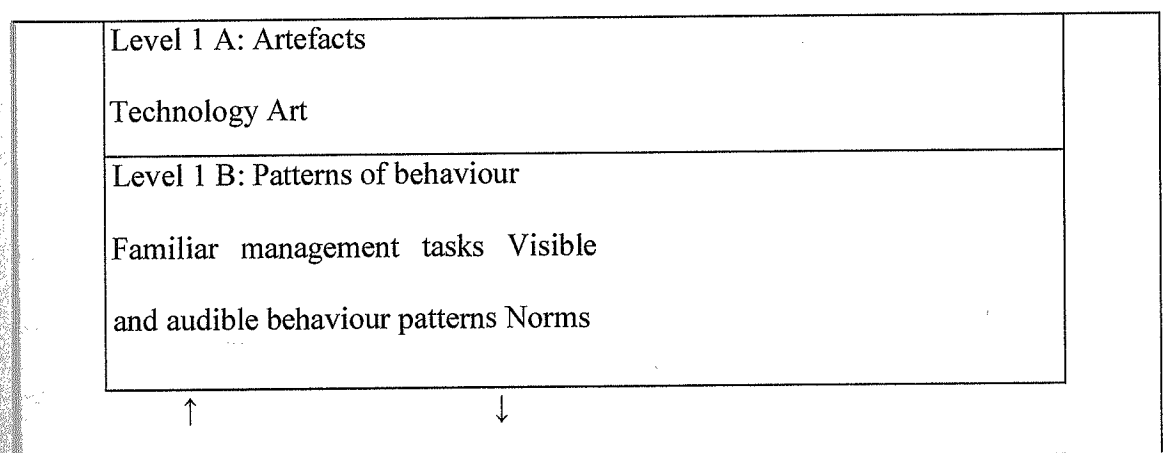 Level 1 A: Artefacts
Technology Art
Level 1 B: Patterns of behaviour
Familiar management tasks Visible
and audible behaviour patterns Norms
↑ ↓